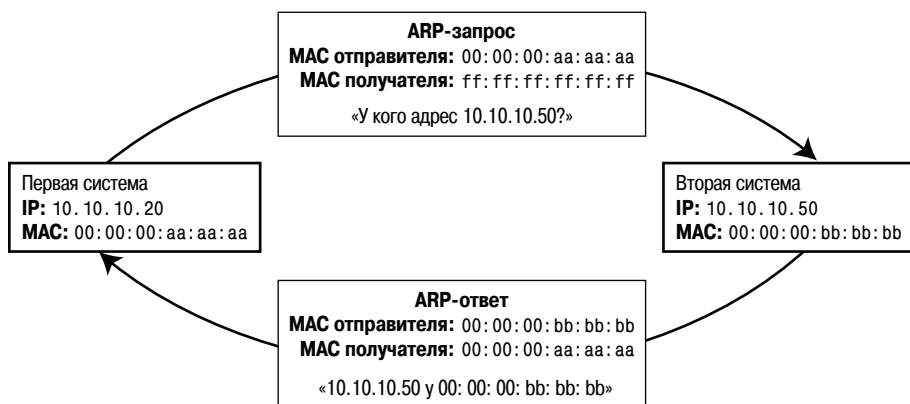 ARP-запрос
MAC отправителя: 00:00:00:aa:aa:aa
MAC получателя: ff:ff:ff:ff:ff:ff
«У кого адрес 10.10.10.50?»
Первая система
IP: 10.10.10.20
MAC: 00:00:00:aa:aa:aa
Вторая система
IP: 10.10.10.50
MAC: 00:00:00:bb:bb:bb
ARP-ответ
MAC отправителя: 00:00:00:bb:bb:bb
MAC получателя: 00:00:00:aa:aa:aa
«10.10.10.50 у 00: 00: 00: bb: bb: bb»